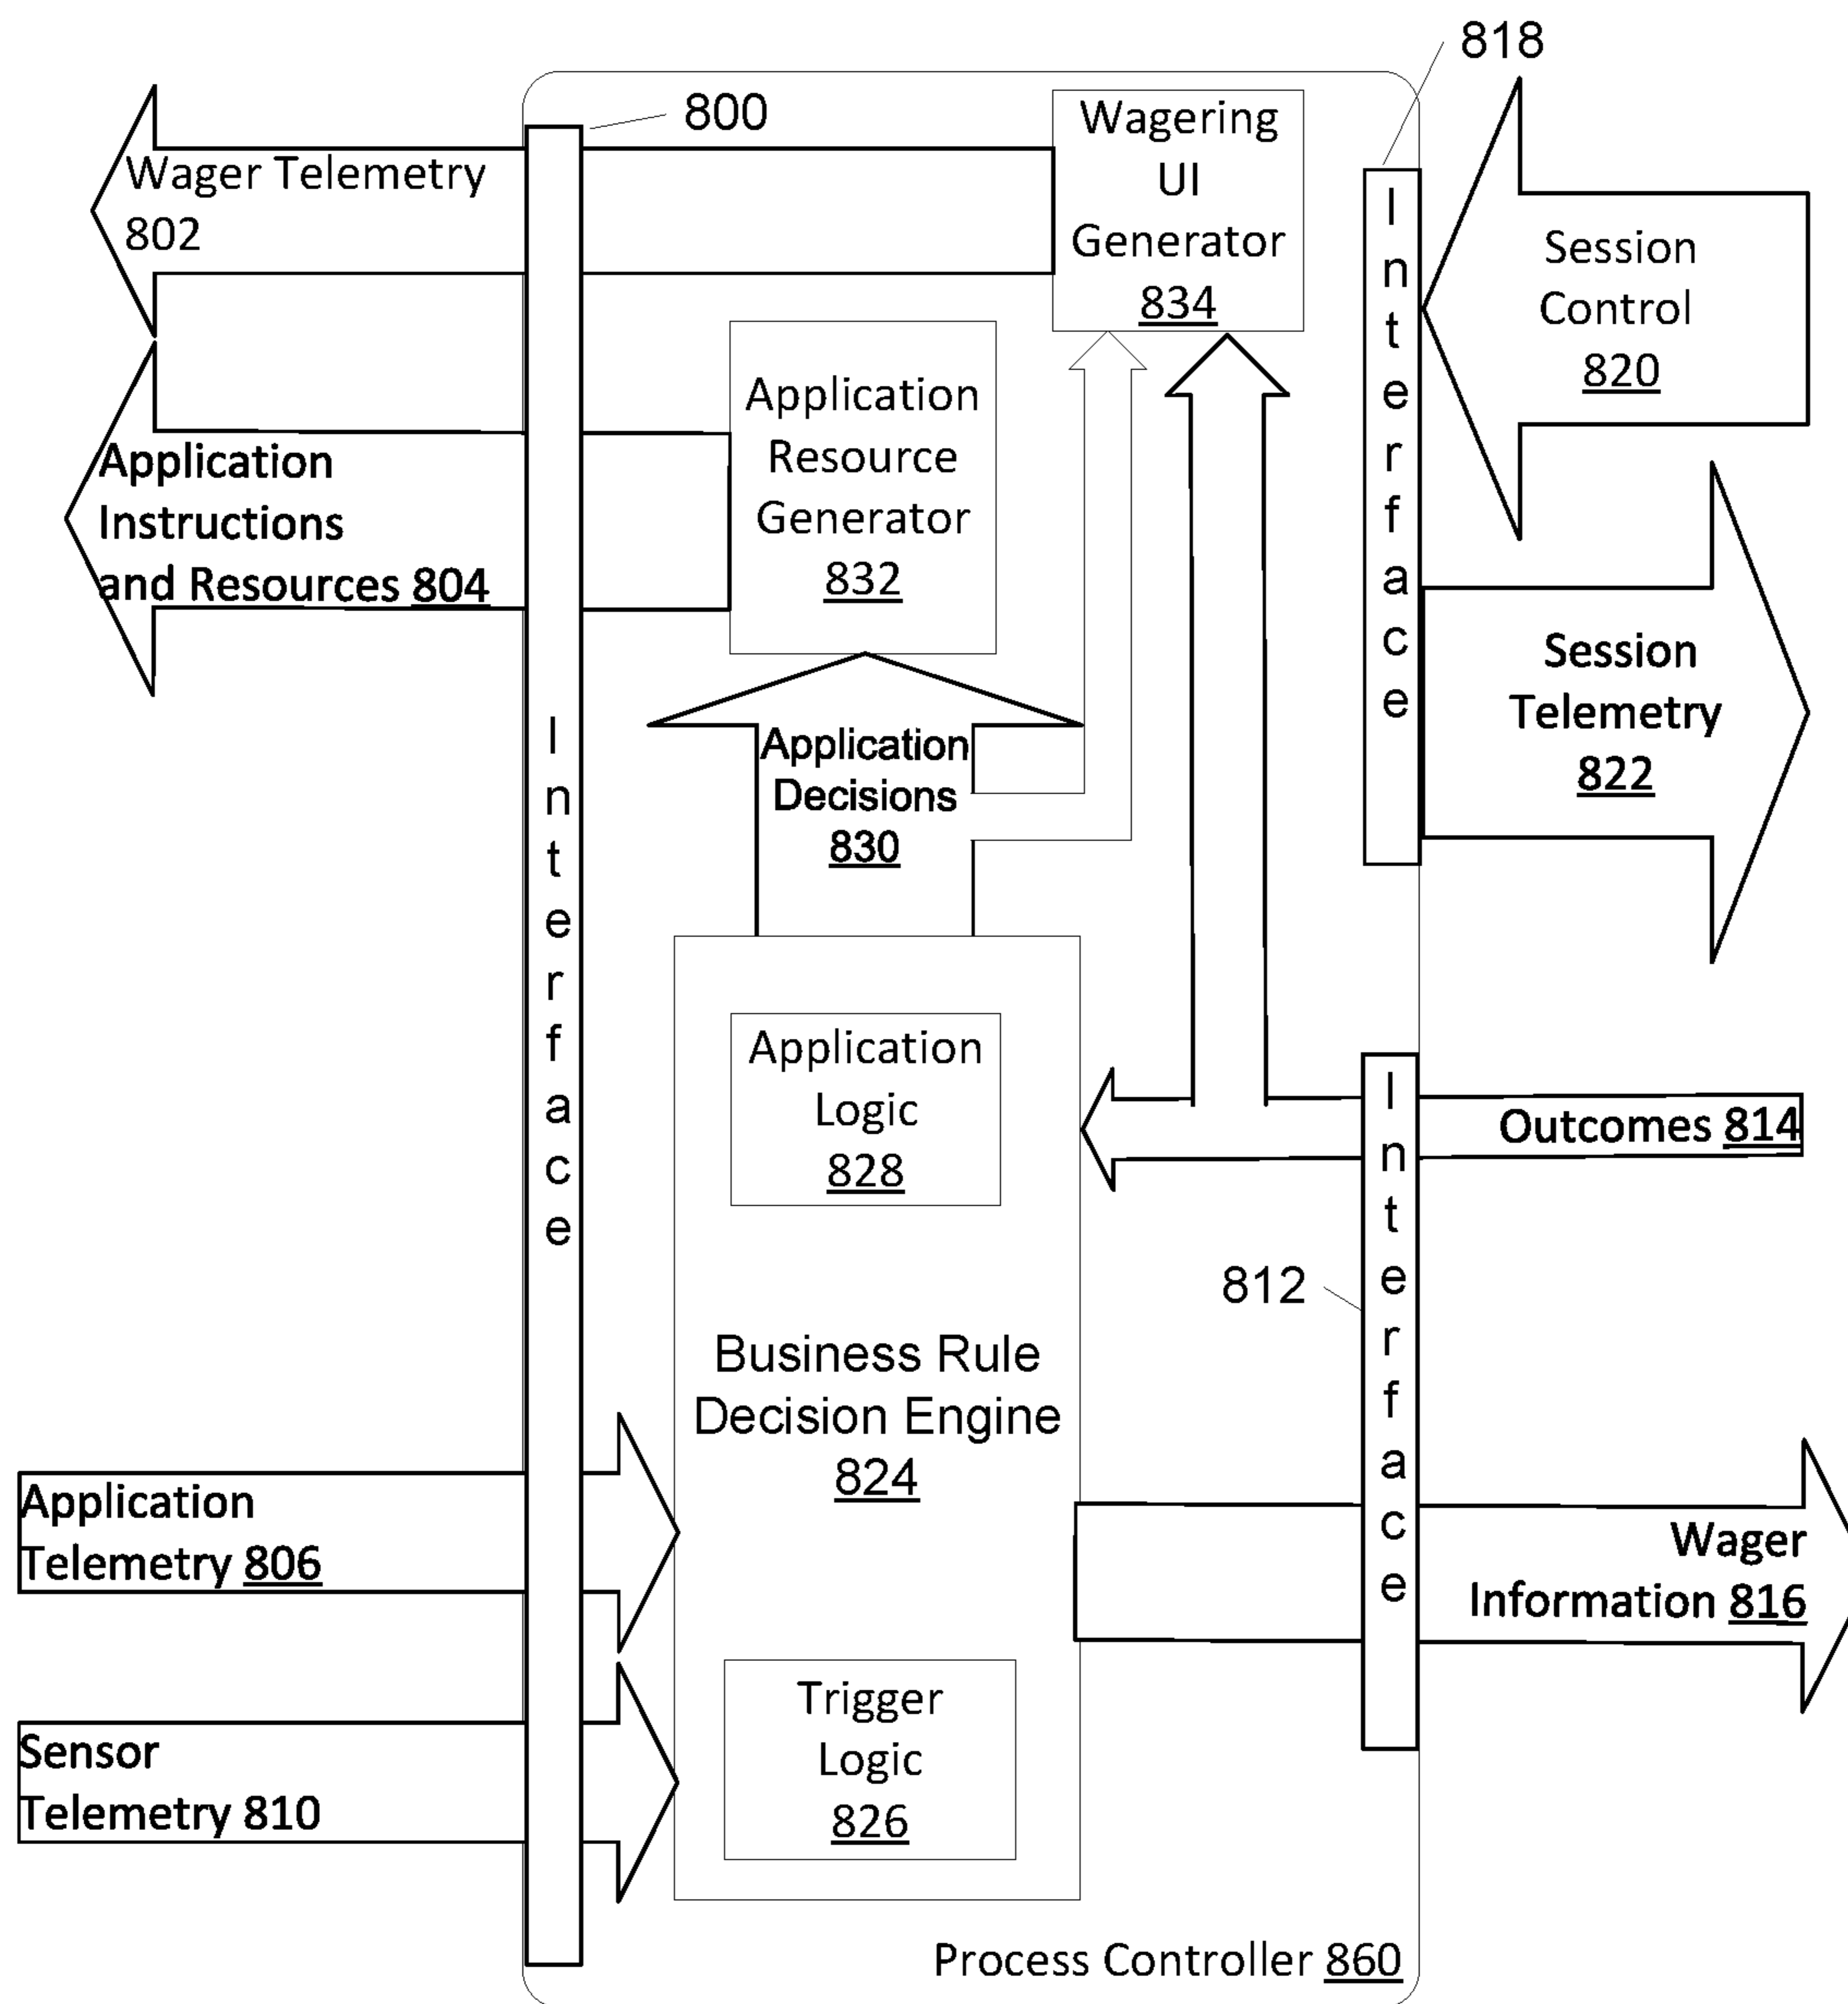 818
800
Wagering
UI
Generator
834
Wager Telemetry
802
Interface
Session
Control
820
Application
Resource
Generator
832
Application
Instructions
and Resources 804
Session
Telemetry
822
Interface
Application
Decisions
830
Application
Logic
828
Interface
Outcomes 814
812
Business Rule
Decision Engine
824
Application
Telemetry 806
Wager
Information 816
Trigger
Logic
826
Sensor
Telemetry 810
Process Controller 860